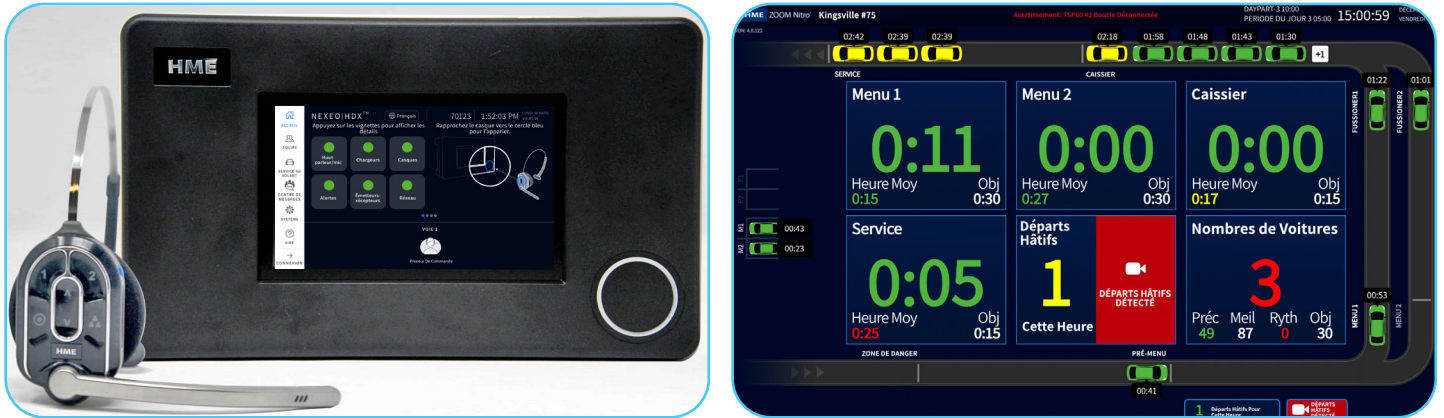 HME
NEXEO|HDX™
Français
70123
1:52:03 PM
Appuyez sur les vignettes pour afficher les
détails
Rapprochez le casque vers le cercle bleu
pour l'apparier.
ACCUEIL
ÉQUIPE
SERVICE AU
VOLANT
CENTRE DE
MESSAGES
SYSTÈME
AIDE
CONNEXION
Haut-
parleur/mic
Chargeurs
Casques
Alertes
Émetteurs-
récepteurs
Réseau
VOIE 1
Preneur De Commande
1
2
HME
HME ZOOM Nitro® Kingsville #75
Avertissement: TSP60 #2 Boucle Déconnectée
DAYPART-3 10:00
PERIODE DU JOUR 3 05:00
15:00:59
02:42
02:39
02:39
02:18
01:58
01:48
01:43
01:30
+1
SERVICE
CAISSIER
01:22
01:01
FUSSIONER1
FUSSIONER2
Menu 1
0:11
Heure Moy
Obj
0:15
0:30
Menu 2
0:00
Heure Moy
Obj
0:27
0:30
Caissier
0:00
Heure Moy
Obj
0:17
0:15
M1
00:43
M2
00:23
Service
0:05
Heure Moy
Obj
0:25
0:15
Départs
Hâtifs
1
Cette Heure
DÉPARTS HÂTIFS
DÉTECTÉ
Nombres de Voitures
3
Préc
Meil
Ryth
Obj
49
87
0
30
00:53
MENU 1
MENU 2
ZONE DE DANGER
PRÉ-MENU
00:41
1
Départs Hâtifs Pour
Cette Heure
DÉPARTS
HÂTIFS
DÉTECTÉ